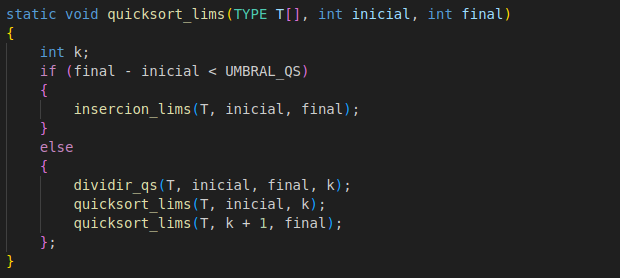 static void quicksort_lims(TYPE T[], int inicial, int final)
{
    int k;
    if (final - inicial < UMBRAL_QS)
    {
        insercion_lims(T, inicial, final);
    }
    else
    {
        dividir_qs(T, inicial, final, k);
        quicksort_lims(T, inicial, k);
        quicksort_lims(T, k + 1, final);
    };
}